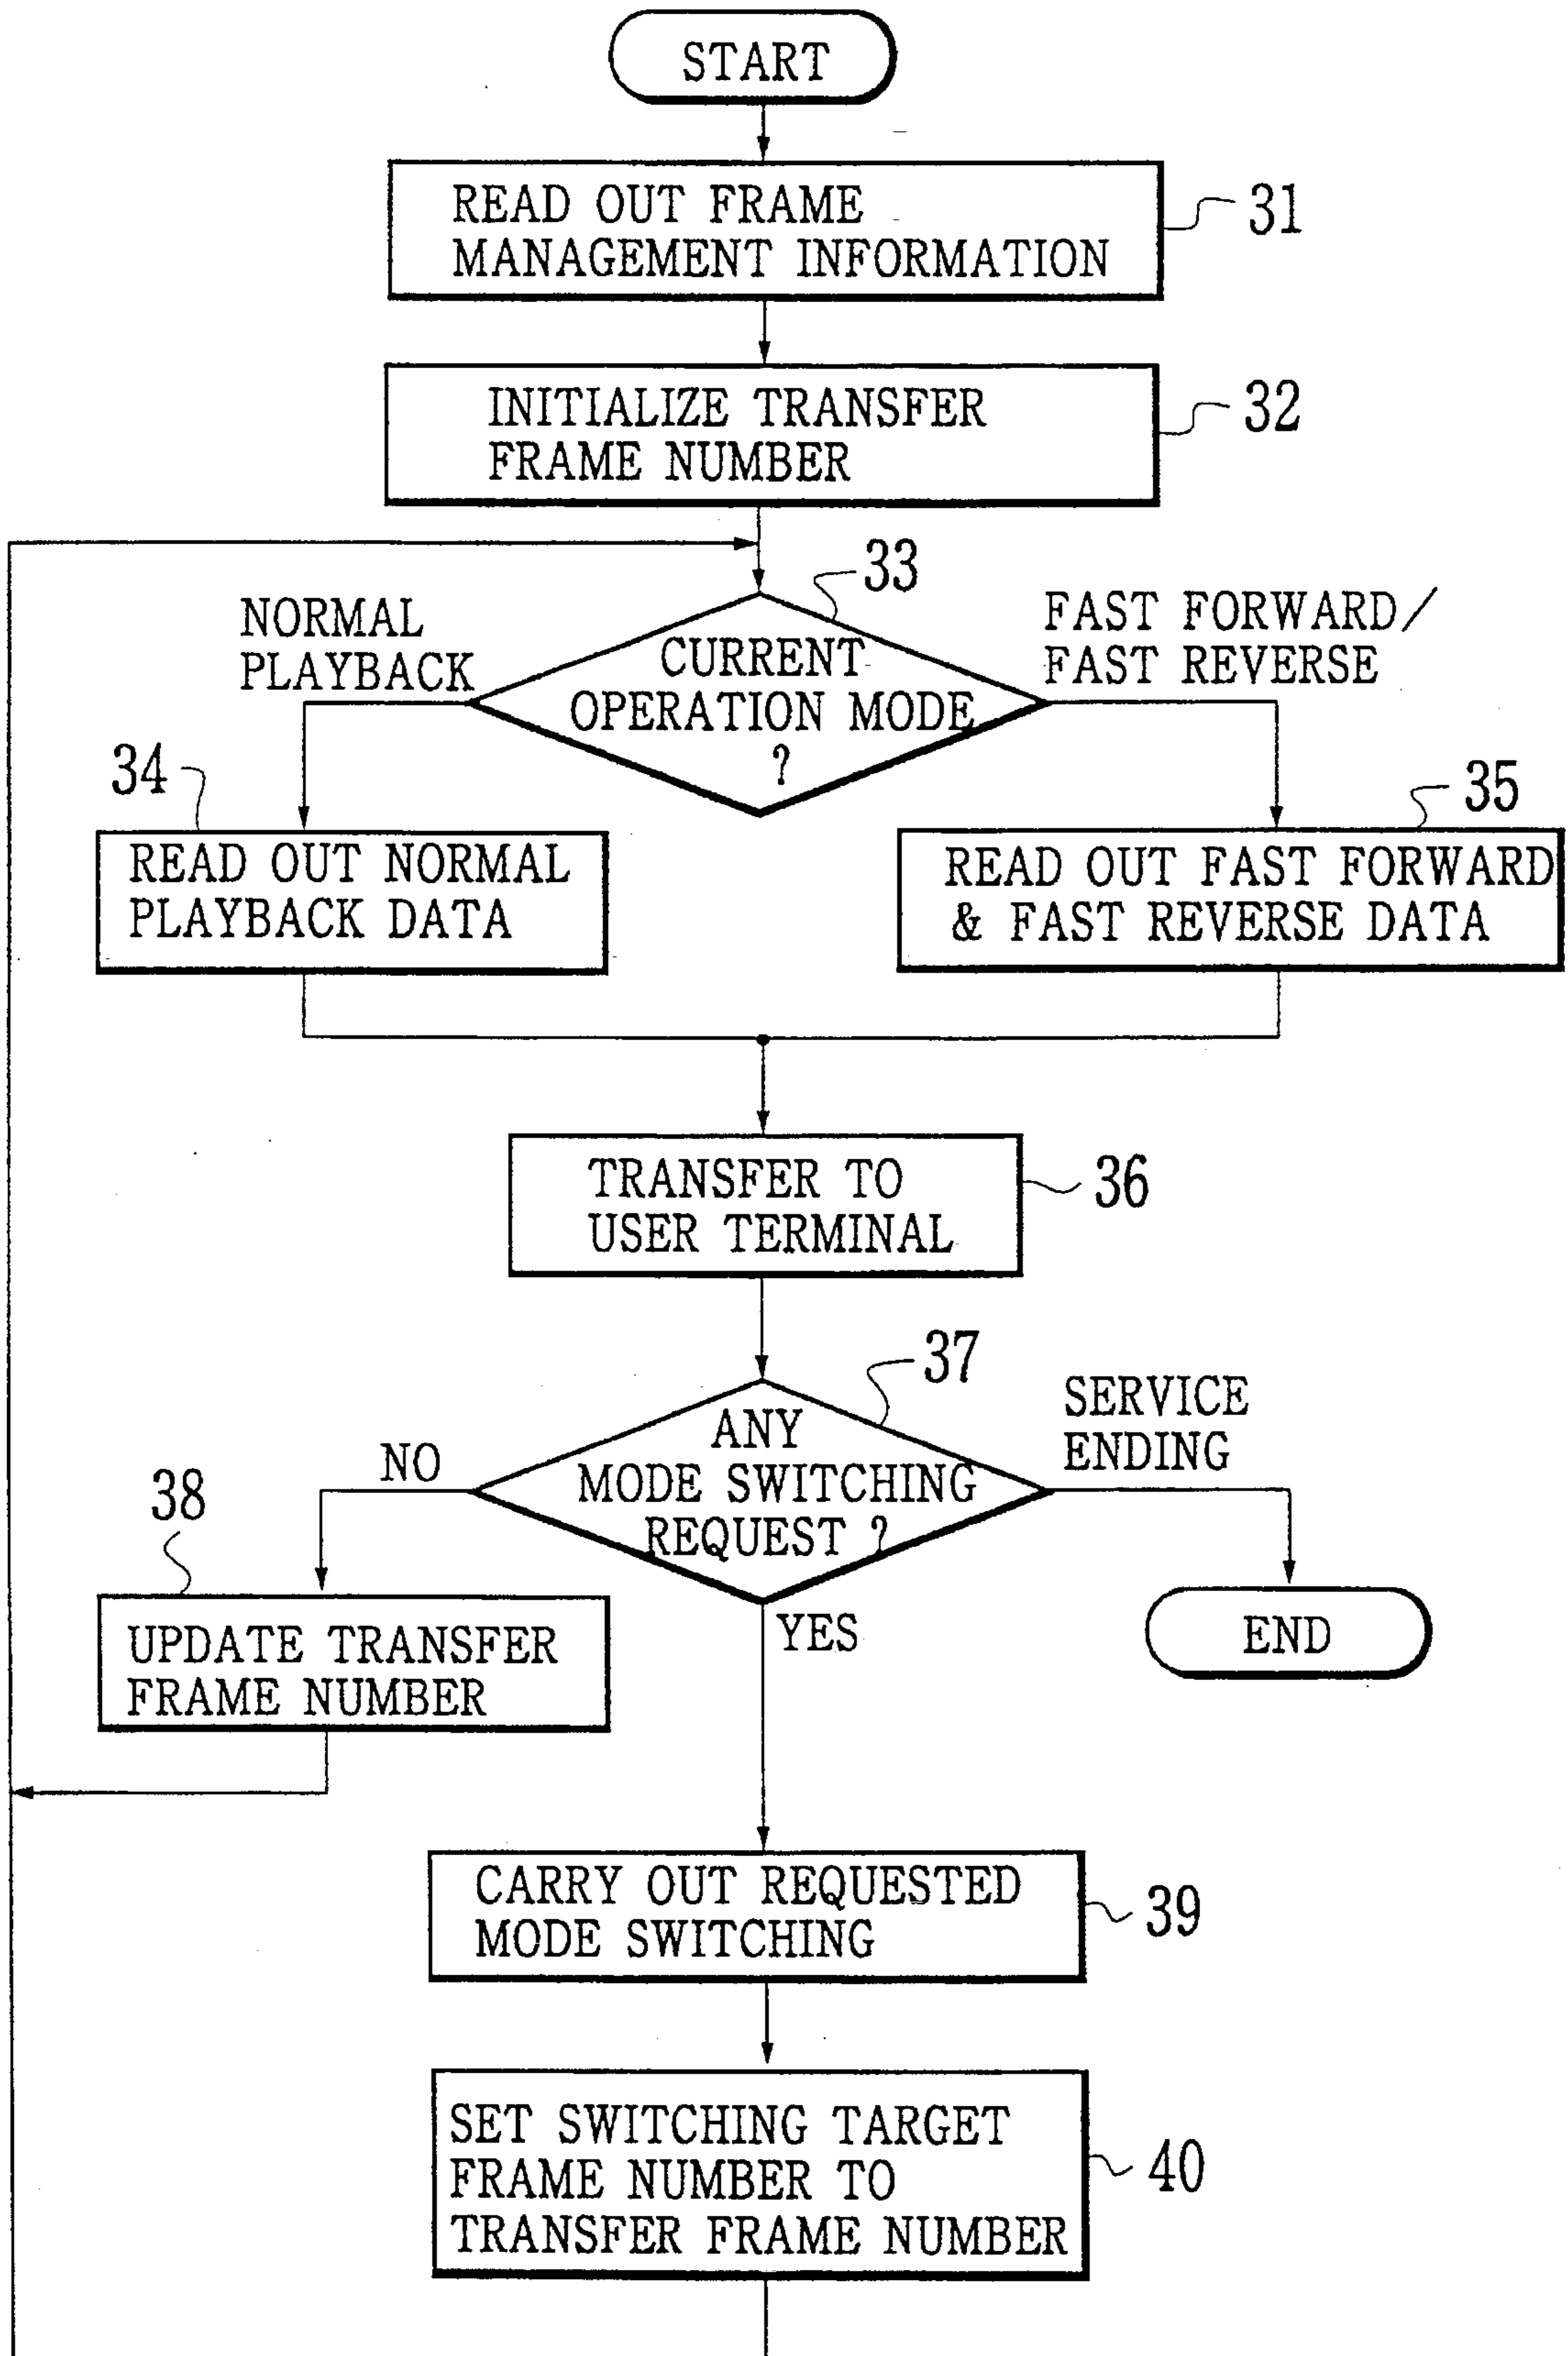 START
READ OUT FRAME
MANAGEMENT INFORMATION
31
INITIALIZE TRANSFER
FRAME NUMBER
32
33
NORMAL
PLAYBACK
CURRENT
OPERATION MODE
?
FAST FORWARD/
FAST REVERSE
34
READ OUT NORMAL
PLAYBACK DATA
35
READ OUT FAST FORWARD
& FAST REVERSE DATA
TRANSFER TO
USER TERMINAL
36
37
NO
ANY
MODE SWITCHING
REQUEST ?
SERVICE
ENDING
38
UPDATE TRANSFER
FRAME NUMBER
YES
END
CARRY OUT REQUESTED
MODE SWITCHING
39
SET SWITCHING TARGET
FRAME NUMBER TO
TRANSFER FRAME NUMBER
40